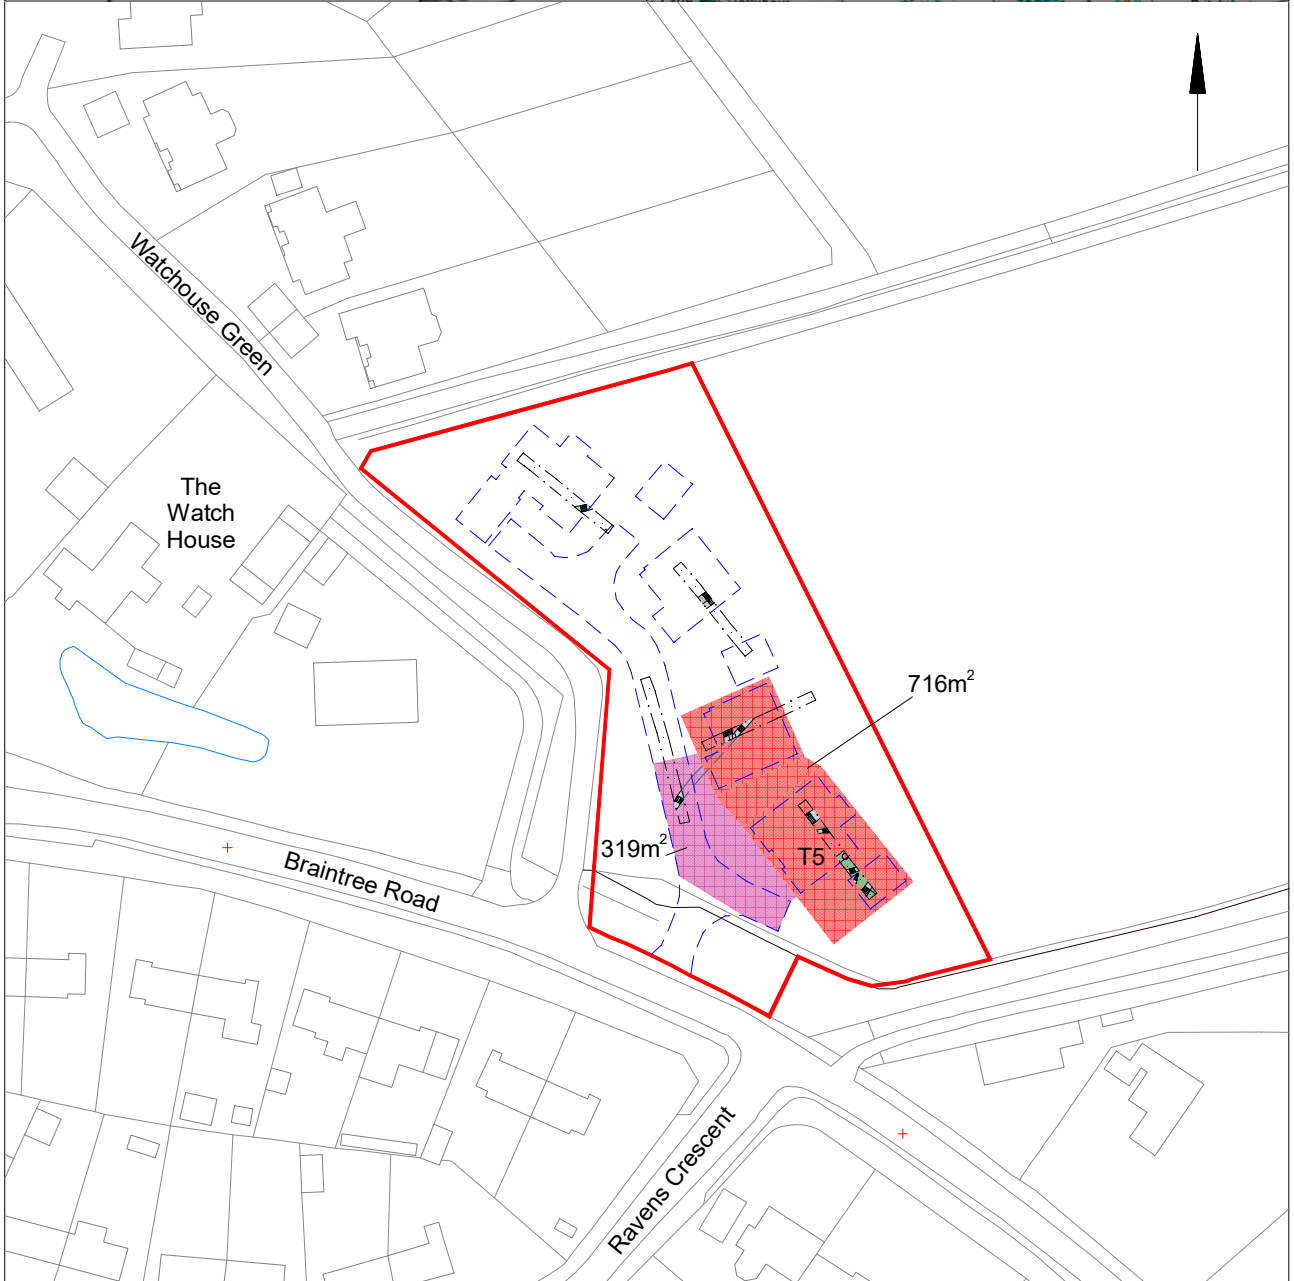 Watchouse Green
The
Watch
House
716m²
319m²
T5
Braintree Road
Ravens Crescent